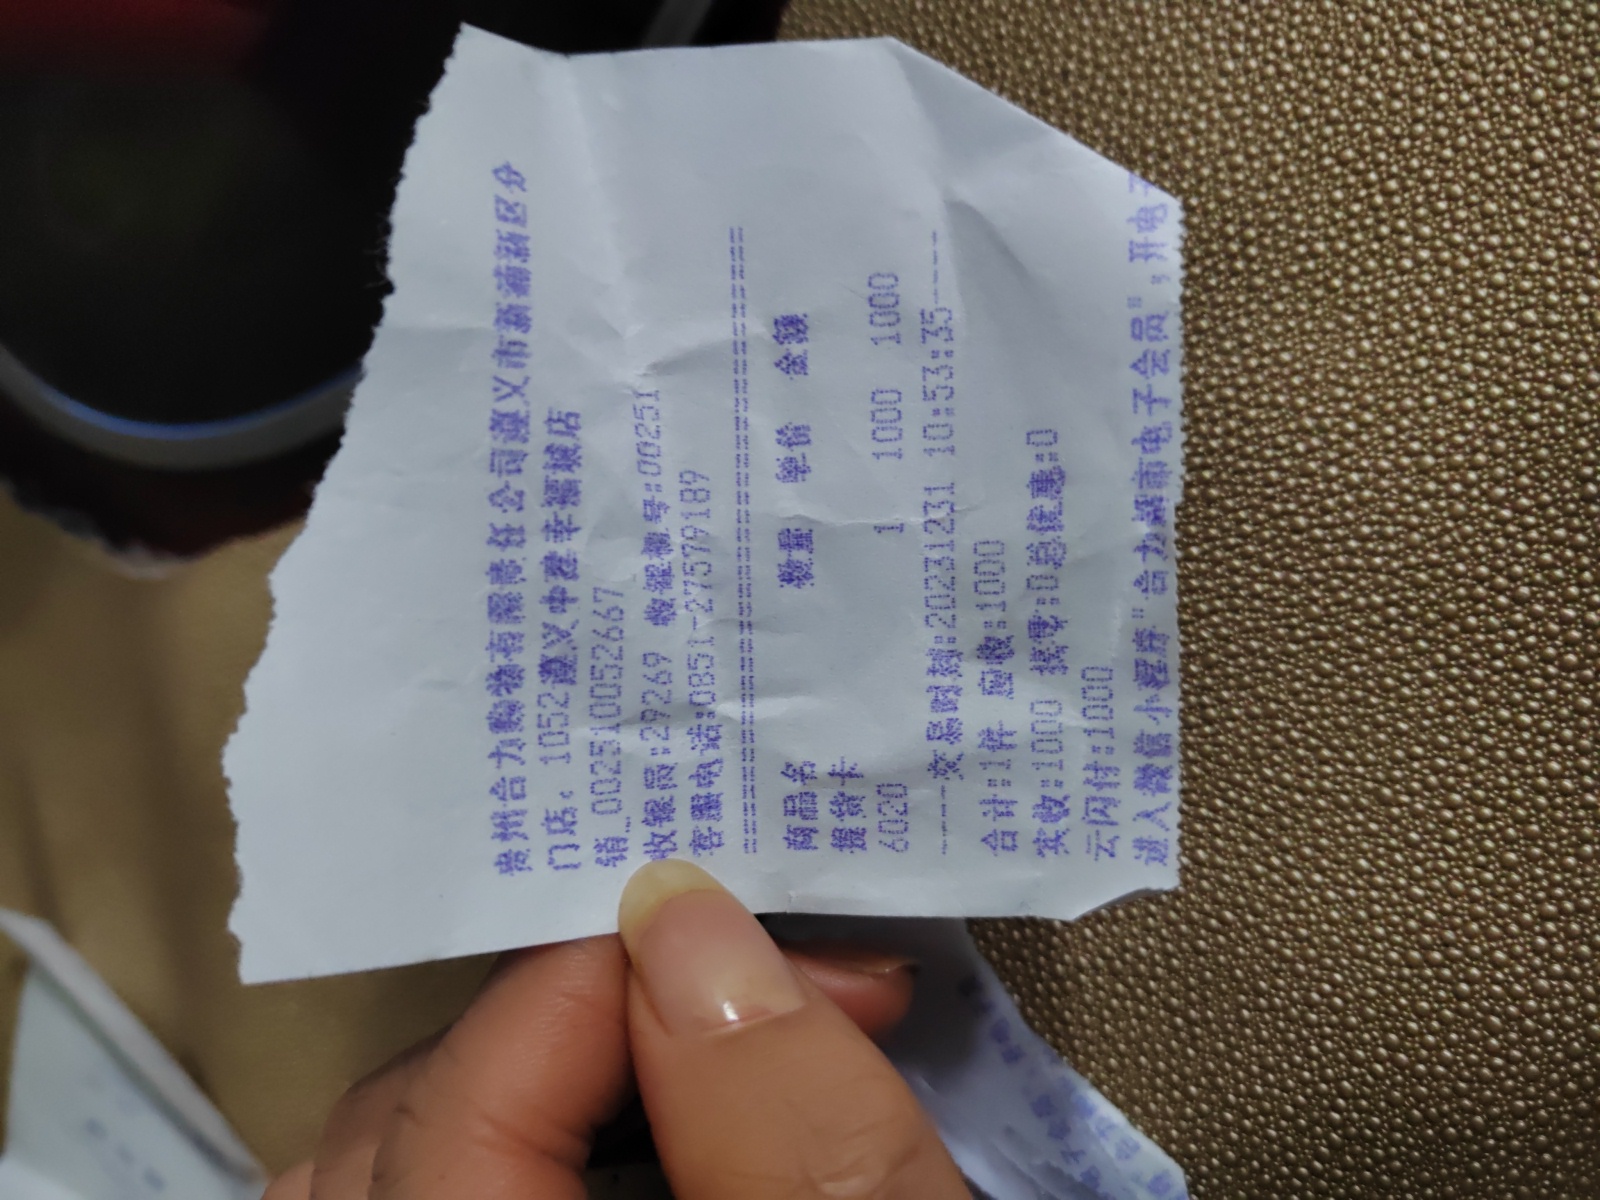 贵州合力购物有限责任公司遵义市新蒲新区分
门店: 1052遵义中建幸福城店
销 002510052667
收银员:29269 收银机号:00251
客服电话:0851-27579189
================================
商品名 数量 单价 金额
提货卡
6020 1 1000 1000
----交易时刻:20231231 10:53:35----
合计:1件 应收:1000
实收:1000 找零:0总优惠:0
云闪付:1000
进入微信小程序"合力超市电子会员",开电子